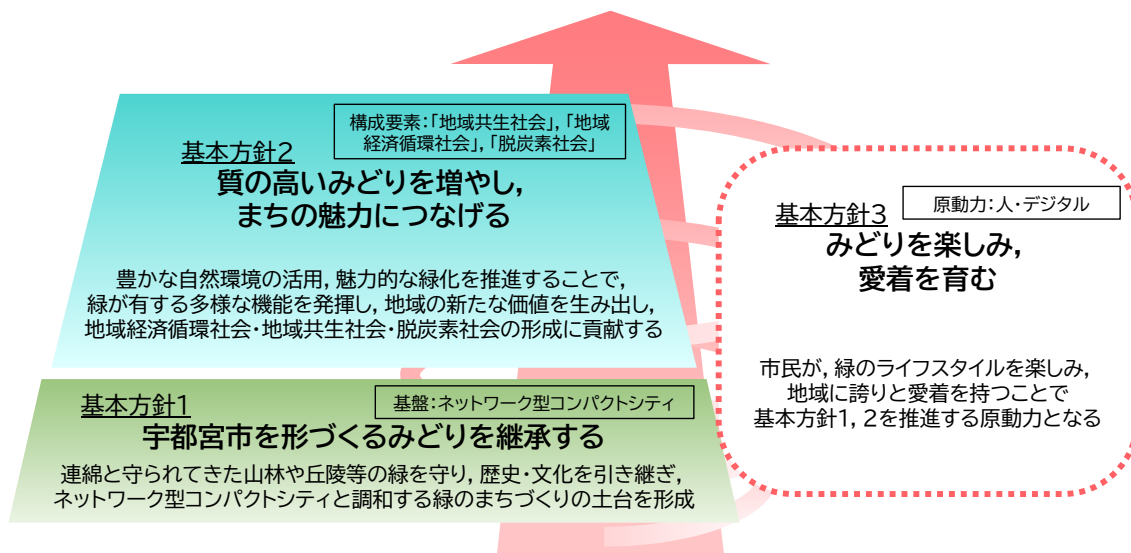 構成要素:「地域共生社会」,「地域
経済循環社会」,「脱炭素社会」
基本方針2
質の高いみどりを増やし,
まちの魅力につなげる
豊かな自然環境の活用,魅力的な緑化を推進することで,
緑が有する多様な機能を発揮し,地域の新たな価値を生み出し,
地域経済循環社会・地域共生社会・脱炭素社会の形成に貢献する
基本方針1
基盤:ネットワーク型コンパクトシティ
宇都宮市を形づくるみどりを継承する
連綿と守られてきた山林や丘陵等の緑を守り,歴史・文化を引き継ぎ,
ネットワーク型コンパクトシティと調和する緑のまちづくりの土台を形成
基本方針3
原動力:人・デジタル
みどりを楽しみ,
愛着を育む
市民が,緑のライフスタイルを楽しみ,
地域に誇りと愛着を持つことで
基本方針1,2を推進する原動力となる